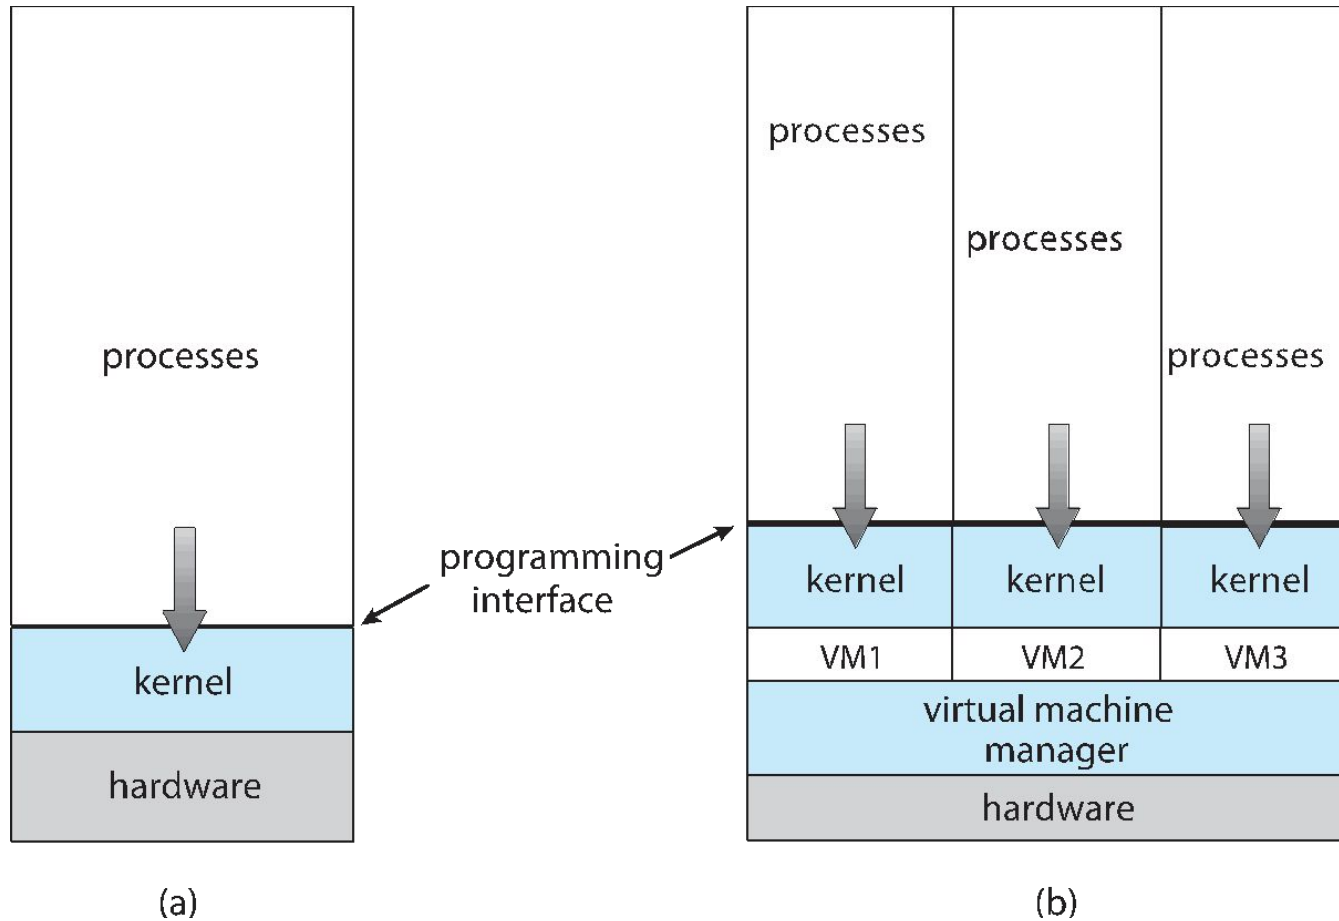 processes
kernel
hardware
(a)
programming
interface
processes
processes
processes
kernel
kernel
kernel
VM1
VM2
VM3
virtual machine
manager
hardware
(b)